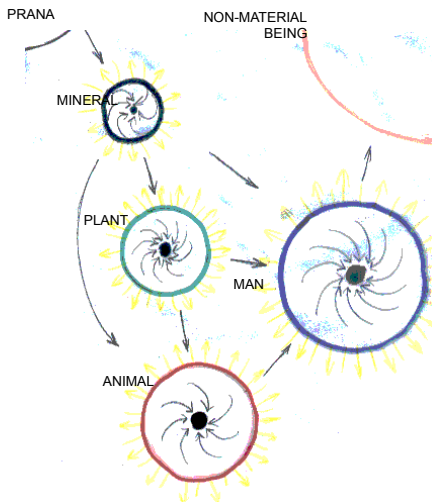 PRANA
NON-MATERIAL
BEING
MINERAL
PLANT
MAN
ANIMAL